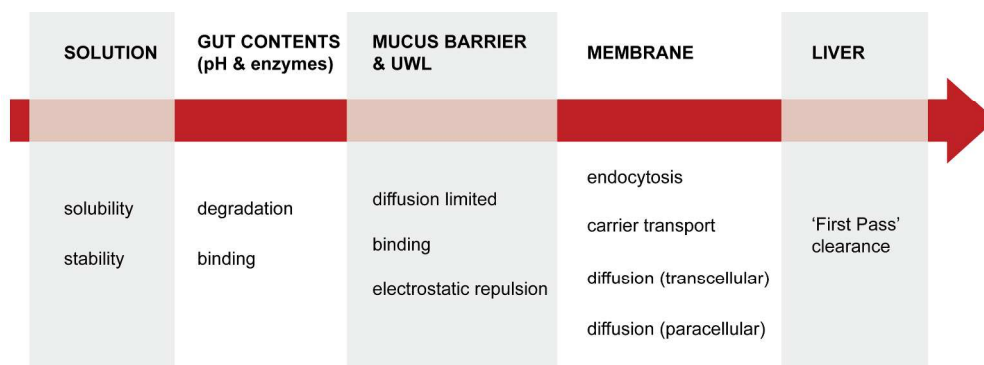 SOLUTION
GUT CONTENTS
(pH & enzymes)
MUCUS BARRIER
& UWL
MEMBRANE
LIVER
solubility
stability
degradation
binding
diffusion limited
binding
electrostatic repulsion
endocytosis
carrier transport
diffusion (transcellular)
diffusion (paracellular)
‘First Pass’
clearance